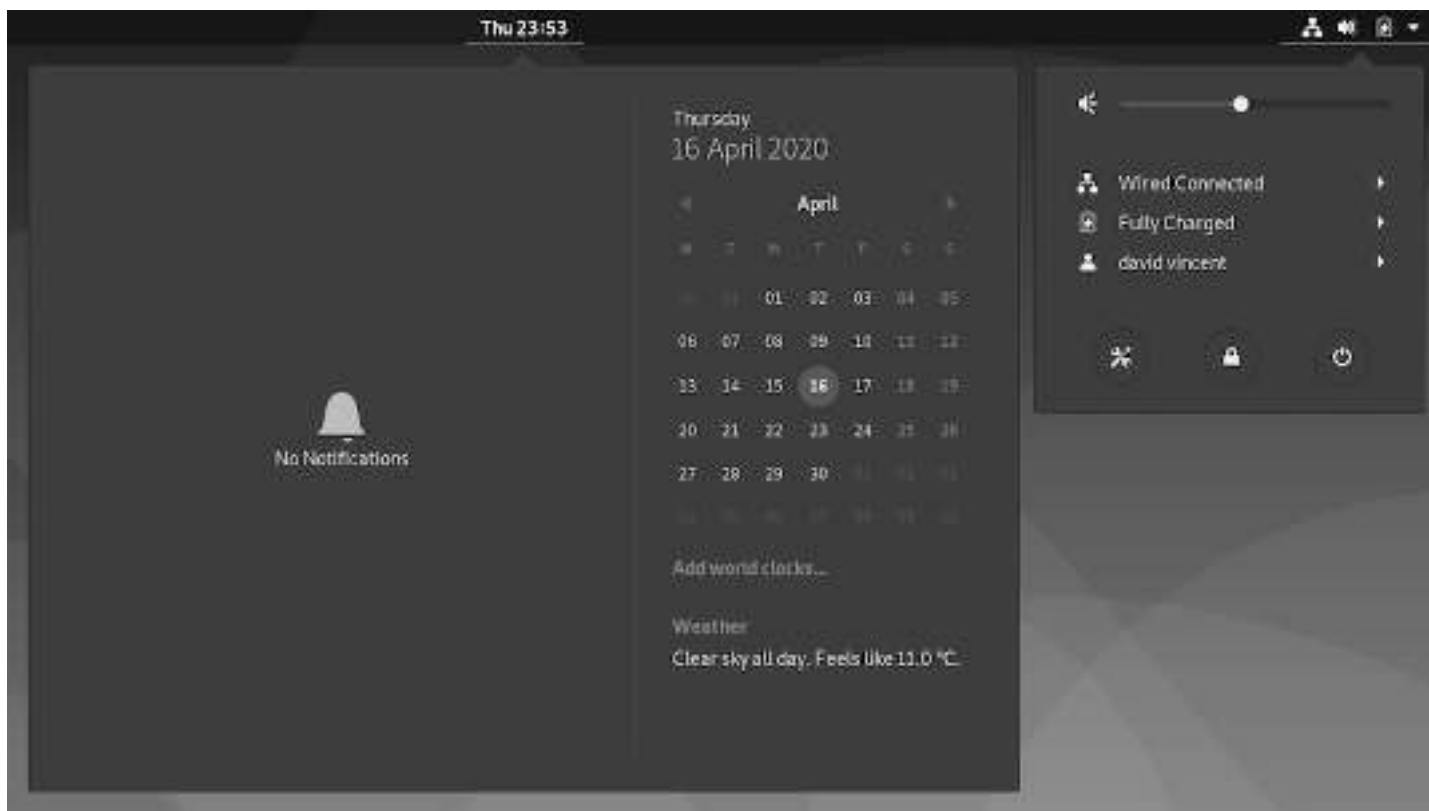 Thu 23:53
Thursday
16 April 2020
April
01 02 03 04 05
06 07 08 09 10 11 12
13 14 15 16 17 18 19
20 21 22 23 24 25 26
27 28 29 30
No Notifications
Add world clocks...
Weather
Clear sky all day. Feels like 11.0 °C.
Wired Connected
Fully Charged
david vincent